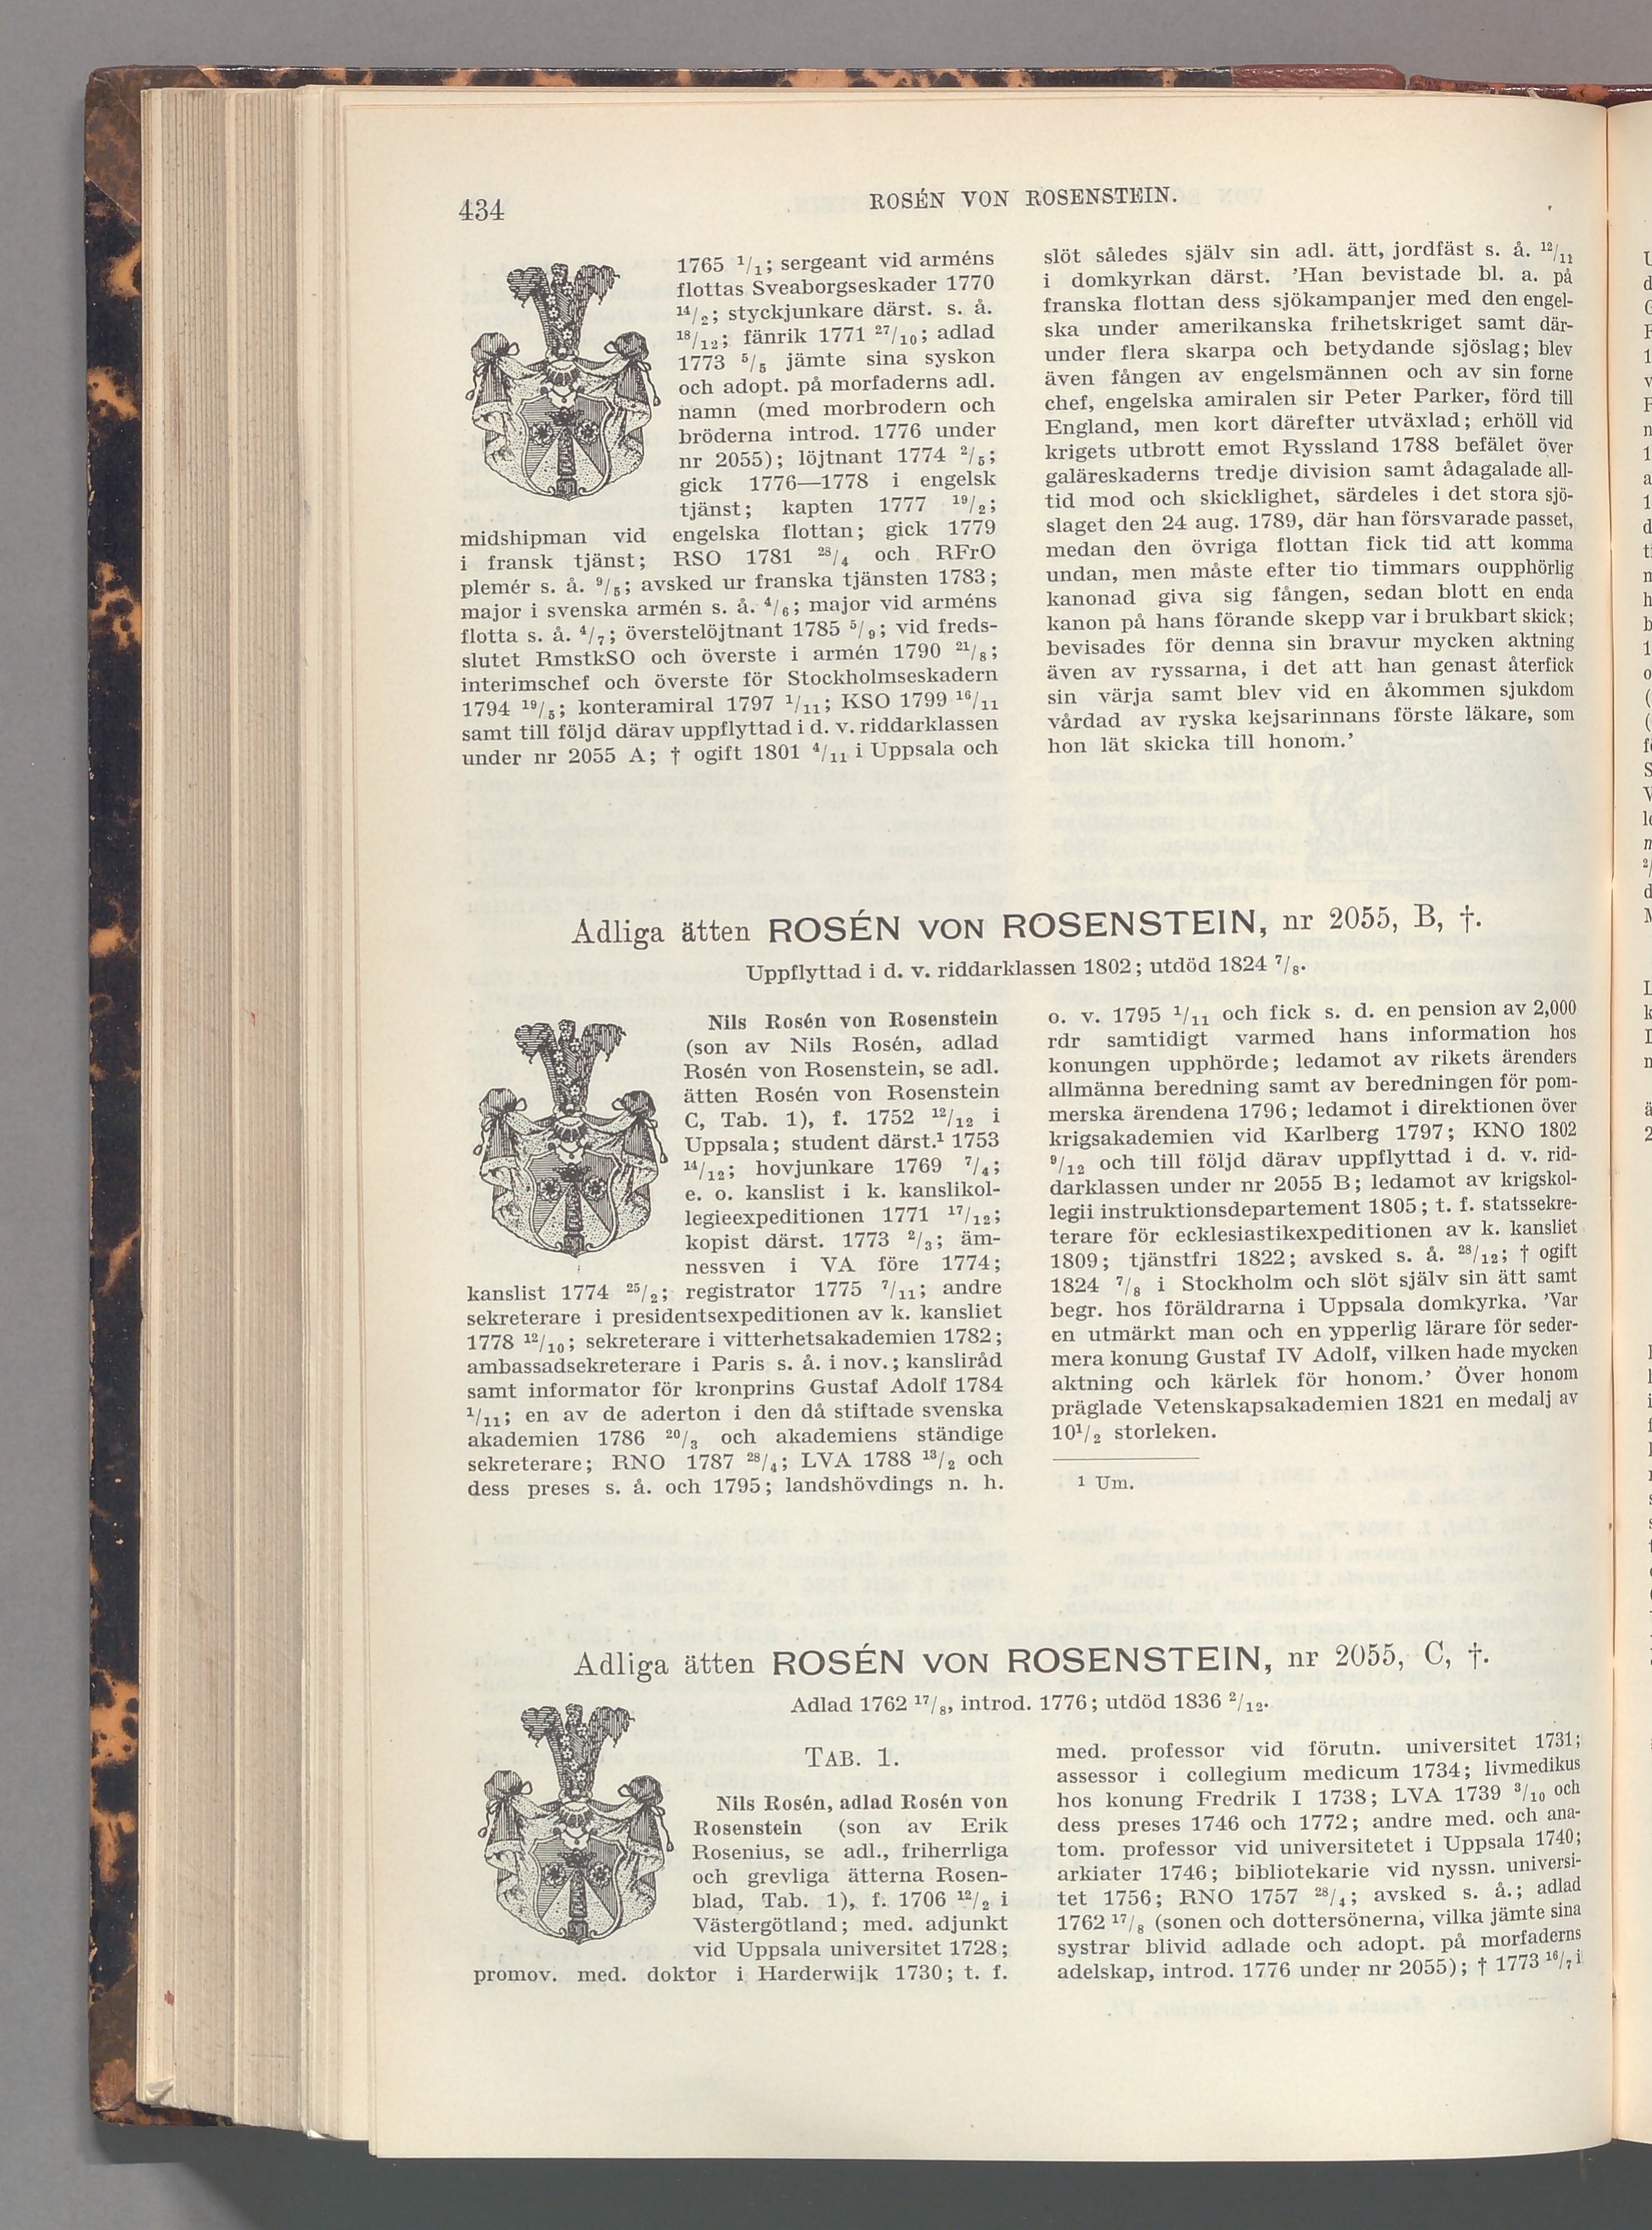 434
ROSÉN VON ROSENSTEIN.
1765 1/1; sergeant vid arméns
flottas Sveaborgseskader 1770
14/2; styckjunkare därst. s. å.
18/12; fänrik 1771 27/10; adlad
1773 5/5 jämte sina syskon
och adopt. på morfaderns adl.
namn (med morbrodern och
bröderna introd. 1776 under
nr 2055); löjtnant 1774 2/5;
gick 1776—1778 i engelsk
tjänst; kapten 1777 19/2;
midshipman vid engelska flottan; gick 1779
i fransk tjänst; RSO 1781 28/4 och RFrO
plemér s. å. 9/5; avsked ur franska tjänsten 1783;
major i svenska armén s. å. 4/6; major vid arméns
flotta s. å. 4/7; överstelöjtnant 1785 5/9; vid freds-
slutet RmstkSO och överste i armén 1790 21/8;
interimschef och överste för Stockholmseskadern
1794 19/5; konteramiral 1797 1/11; KSO 1799 16/11
samt till följd därav uppflyttad i d. v. riddarklassen
under nr 2055 A; † ogift 1801 4/11 i Uppsala och
slöt således själv sin adl. ätt, jordfäst s. å. 12/11
i domkyrkan därst. 'Han bevistade bl. a. på
franska flottan dess sjökampanjer med den engel-
ska under amerikanska frihetskriget samt där-
under flera skarpa och betydande sjöslag; blev
även fången av engelsmännen och av sin forne
chef, engelska amiralen sir Peter Parker, förd till
England, men kort därefter utväxlad; erhöll vid
krigets utbrott emot Ryssland 1788 befälet över
galäreskaderns tredje division samt ådagalade all-
tid mod och skicklighet, särdeles i det stora sjö-
slaget den 24 aug. 1789, där han försvarade passet,
medan den övriga flottan fick tid att komma
undan, men måste efter tio timmars oupphörlig
kanonad giva sig fången, sedan blott en enda
kanon på hans förande skepp var i brukbart skick;
bevisades för denna sin bravur mycken aktning
även av ryssarna, i det att han genast återfick
sin värja samt blev vid en åkommen sjukdom
vårdad av ryska kejsarinnans förste läkare, som
hon lät skicka till honom.'
Adliga ätten ROSÉN VON ROSENSTEIN, nr 2055, B, †.
Uppflyttad i d. v. riddarklassen 1802; utdöd 1824 7/8.
Nils Rosén von Rosenstein
(son av Nils Rosén, adlad
Rosén von Rosenstein, se adl.
ätten Rosén von Rosenstein
C, Tab. 1), f. 1752 12/12 i
Uppsala; student därst.1 1753
14/12; hovjunkare 1769 7/4;
e. o. kanslist i k. kanslikol-
legieexpeditionen 1771 17/12;
kopist därst. 1773 2/3; äm-
nessven i VA före 1774;
kanslist 1774 25/2; registrator 1775 7/11; andre
sekreterare i presidentsexpeditionen av k. kansliet
1778 12/10; sekreterare i vitterhetsakademien 1782;
ambassadsekreterare i Paris s. å. i nov.; kansliråd
samt informator för kronprins Gustaf Adolf 1784
1/11; en av de aderton i den då stiftade svenska
akademien 1786 20/3 och akademiens ständige
sekreterare; RNO 1787 28/4; LVA 1788 13/2 och
dess preses s. å. och 1795; landshövdings n. h.
o. v. 1795 1/11 och fick s. d. en pension av 2,000
rdr samtidigt varmed hans information hos
konungen upphörde; ledamot av rikets ärenders
allmänna beredning samt av beredningen för pom-
merska ärendena 1796; ledamot i direktionen över
krigsakademien vid Karlberg 1797; KNO 1802
9/12 och till följd därav uppflyttad i d. v. rid-
darklassen under nr 2055 B; ledamot av krigskol-
legii instruktionsdepartement 1805; t. f. statssekre-
terare för ecklesiastikexpeditionen av k. kansliet
1809; tjänstfri 1822; avsked s. å. 28/12; † ogift
1824 7/8 i Stockholm och slöt själv sin ätt samt
begr. hos föräldrarna i Uppsala domkyrka. 'Var
en utmärkt man och en ypperlig lärare för seder-
mera konung Gustaf IV Adolf, vilken hade mycken
aktning och kärlek för honom.' Över honom
präglade Vetenskapsakademien 1821 en medalj av
101/2 storleken.
1 Um.
Adliga ätten ROSÉN VON ROSENSTEIN, nr 2055, C, †.
Adlad 1762 17/8, introd. 1776; utdöd 1836 2/12.
TAB. 1.
Nils Rosén, adlad Rosén von
Rosenstein (son av Erik
Rosenius, se adl., friherrliga
och grevliga ätterna Rosen-
blad, Tab. 1), f. 1706 12/2 i
Västergötland; med. adjunkt
vid Uppsala universitet 1728;
promov. med. doktor i Harderwijk 1730; t. f.
med. professor vid förutn. universitet 1731;
assessor i collegium medicum 1734; livmedikus
hos konung Fredrik I 1738; LVA 1739 3/10 och
dess preses 1746 och 1772; andre med. och ana-
tom. professor vid universitetet i Uppsala 1740;
arkiater 1746; bibliotekarie vid nyssn. universi-
tet 1756; RNO 1757 28/4; avsked s. å.; adlad
1762 17/8 (sonen och dottersönerna, vilka jämte sina
systrar blivid adlade och adopt. på morfaderns
adelskap, introd. 1776 under nr 2055); † 1773 16/7 i